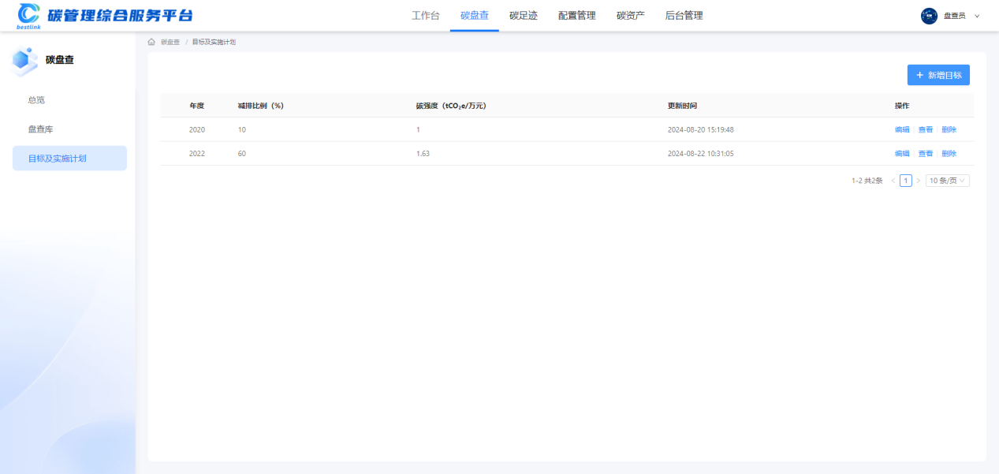 bestlink
碳管理综合服务平台
工作台 碳盘查 碳足迹 配置管理 碳资产 后台管理
盘查员
碳盘查 / 目标及实施计划
碳盘查
总览
盘查库
目标及实施计划
+ 新增目标
年度 减排比例（%） 碳强度（tCO₂e/万元） 更新时间 操作
2020 10 1 2024-08-20 15:19:48 编辑 查看 删除
2022 60 1.63 2024-08-22 10:31:05 编辑 查看 删除
1-2 共2条 < 1 > 10 条/页